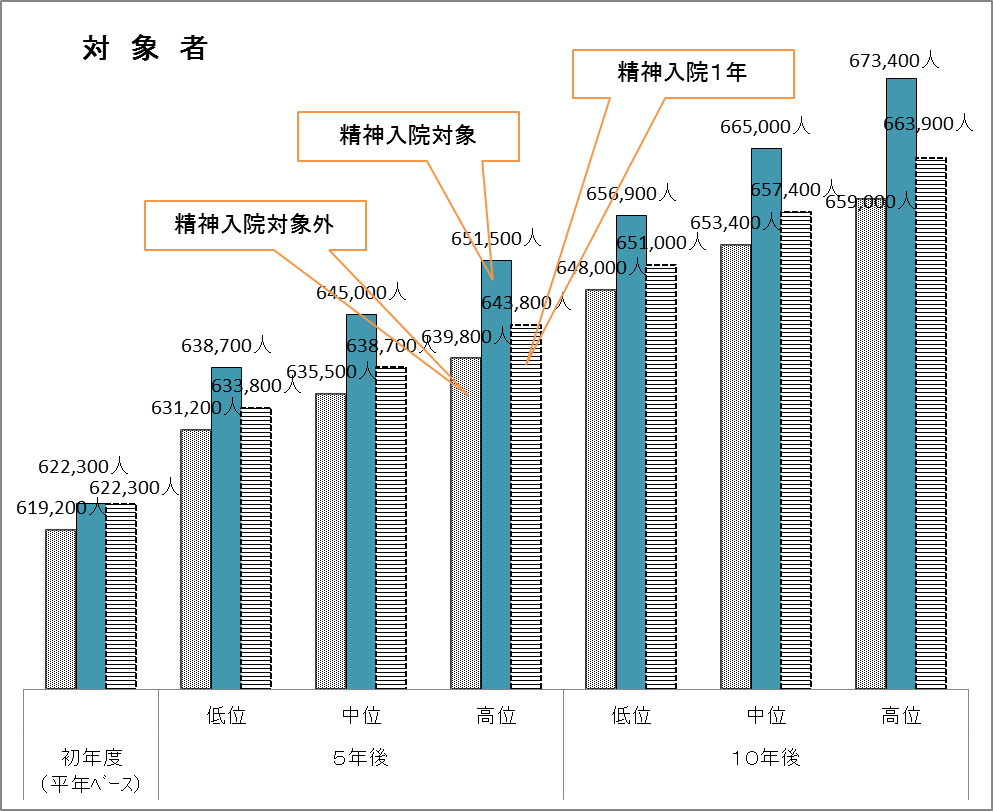 対 象 者
精神入院１年
精神入院対象
精神入院対象外
622,300人
619,200人
622,300人
638,700人
631,200人
633,800人
645,000人
635,500人
638,700人
651,500人
639,800人
643,800人
656,900人
648,000人
651,000人
665,000人
653,400人
657,400人
673,400人
659,000人
663,900人
低位
中位
高位
低位
中位
高位
初年度
（平年ﾍﾞｰｽ）
５年後
１０年後